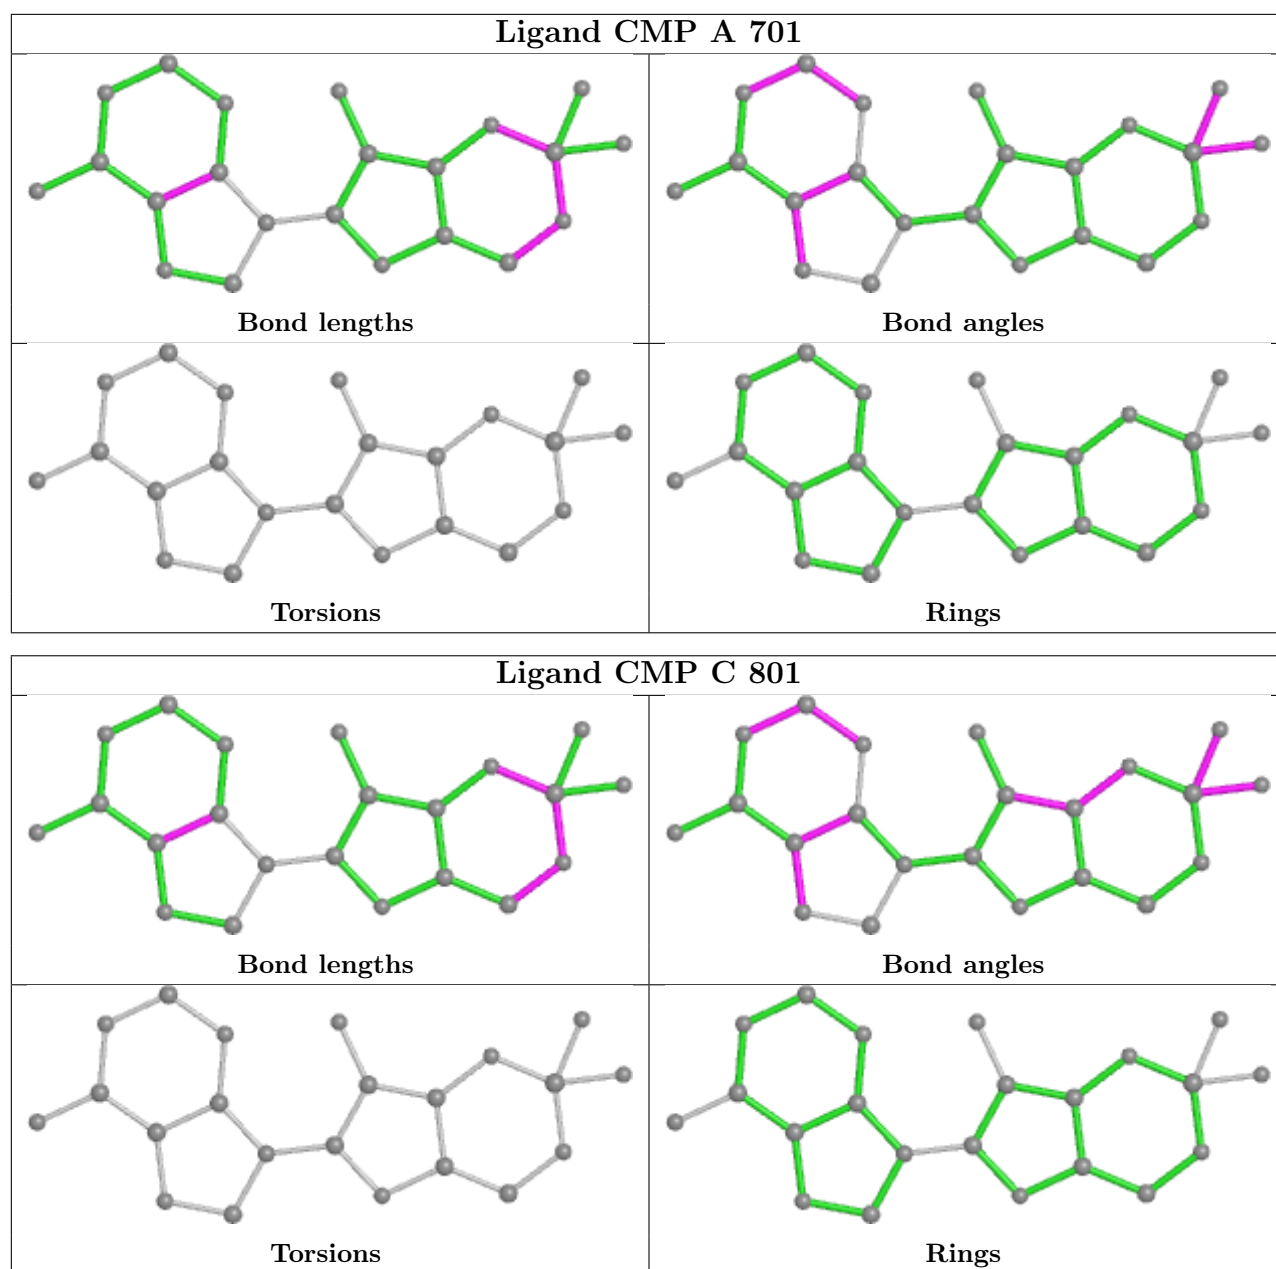 Ligand CMP A 701
Bond lengths
Bond angles
Torsions
Rings
Ligand CMP C 801
Bond lengths
Bond angles
Torsions
Rings